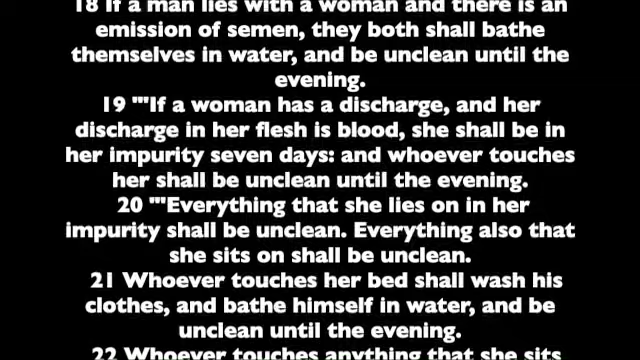 18 If a man lies with a woman and there is an
emission of semen, they both shall bathe
themselves in water, and be unclean until the
evening.
19 "'If a woman has a discharge, and her
discharge in her flesh is blood, she shall be in
her impurity seven days: and whoever touches
her shall be unclean until the evening.
20 "'Everything that she lies on in her
impurity shall be unclean. Everything also that
she sits on shall be unclean.
21 Whoever touches her bed shall wash his
clothes, and bathe himself in water, and be
unclean until the evening.
22 Whoever touches anything that she sits